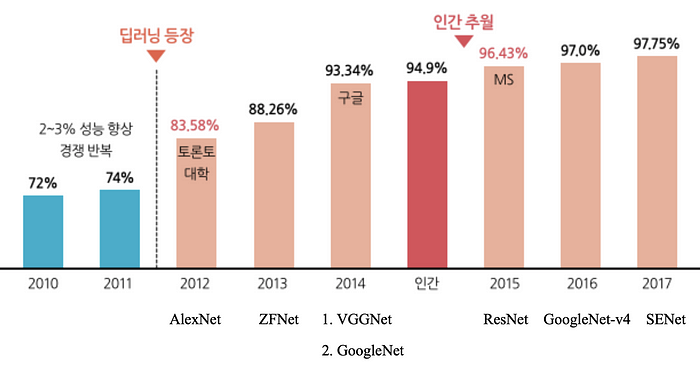 딥러닝 등장
인간 추월
2~3% 성능 향상
경쟁 반복
72%
74%
83.58%
88.26%
93.34%
94.9%
96.43%
97.0%
97.75%
토론토
대학
구글
MS
2010
2011
2012
2013
2014
인간
2015
2016
2017
AlexNet
ZFNet
1. VGGNet
2. GoogleNet
ResNet
GoogleNet-v4
SENet